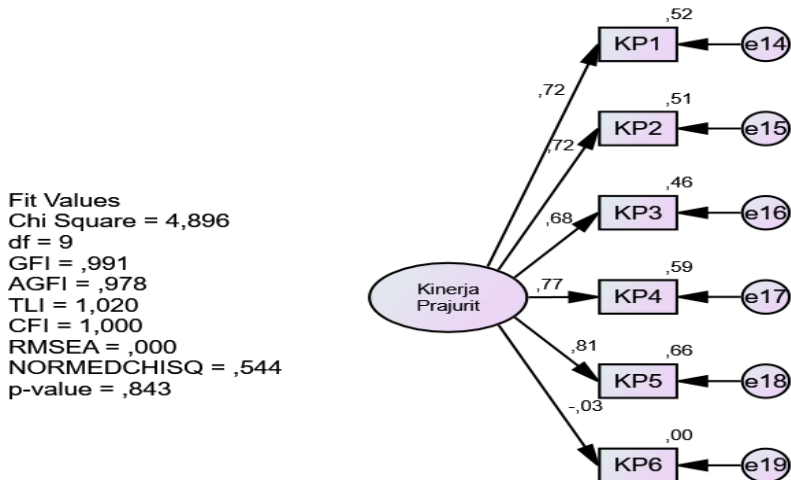 Fit Values
Chi Square = 4,896
df = 9
GFI = ,991
AGFI = ,978
TLI = 1,020
CFI = 1,000
RMSEA = ,000
NORMEDCHISQ = ,544
p-value = ,843
Kinerja
Prajurit
,72
,72
,68
,77
,81
-,03
,52
KP1
e14
,51
KP2
e15
,46
KP3
e16
,59
KP4
e17
,66
KP5
e18
,00
KP6
e19